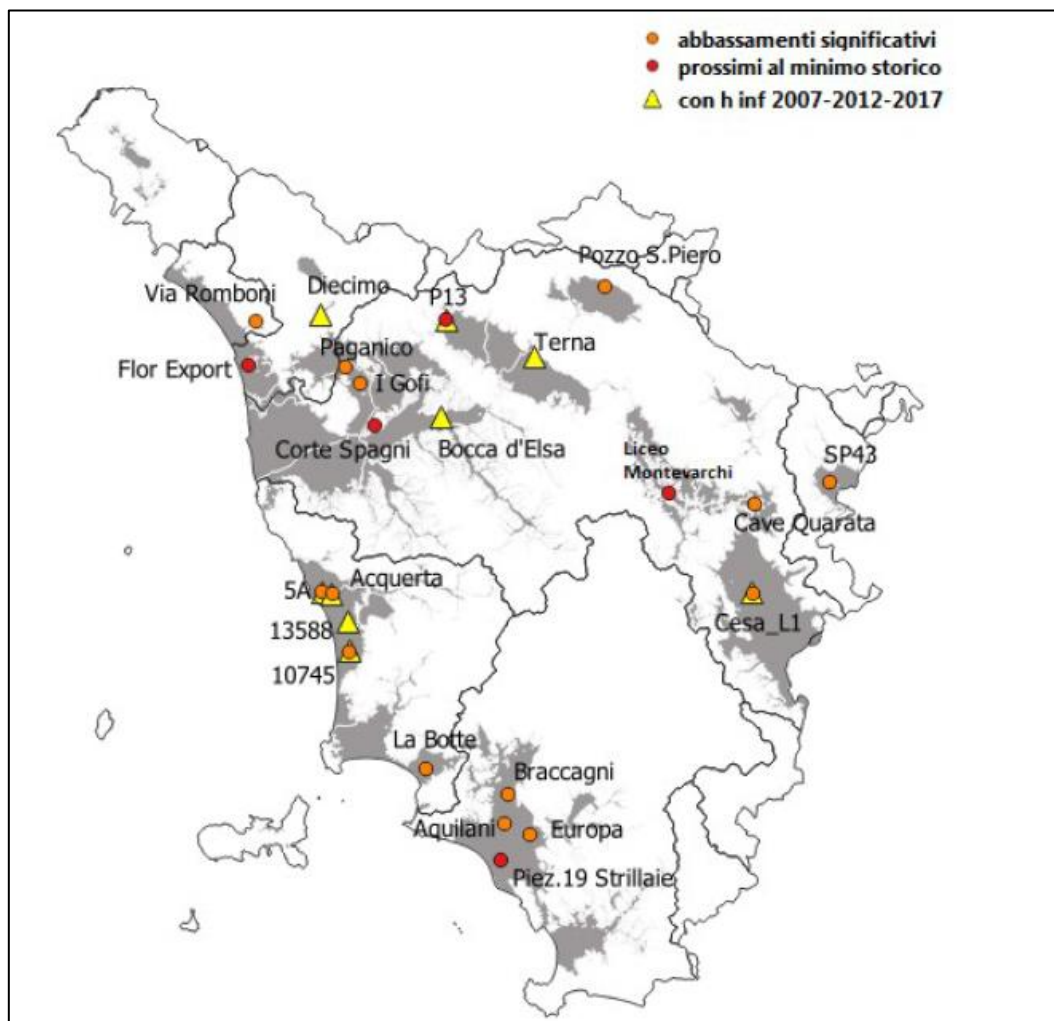 abbassamenti significativi
prossimi al minimo storico
con h inf 2007-2012-2017
Pozzo S.Piero
Diecimo
P13
Via Romboni
Terna
Paganico
Flor Export
I Gofi
Corte Spagni
Bocca d'Elsa
Liceo
Montevarchi
SP43
Cave Quarata
5A
Acquerta
Cesa_L1
13588
10745
La Botte
Braccagni
Aquilani
Europa
Piez.19 Strillaie